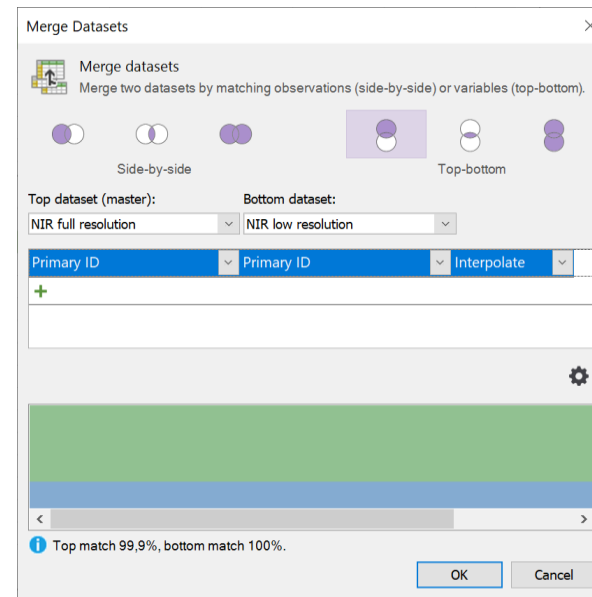 Merge Datasets
Merge datasets
Merge two datasets by matching observations (side-by-side) or variables (top-bottom).
Side-by-side Top-bottom
Top dataset (master): Bottom dataset:
NIR full resolution NIR low resolution
Primary ID Primary ID Interpolate
Top match 99,9%, bottom match 100%.
OK Cancel